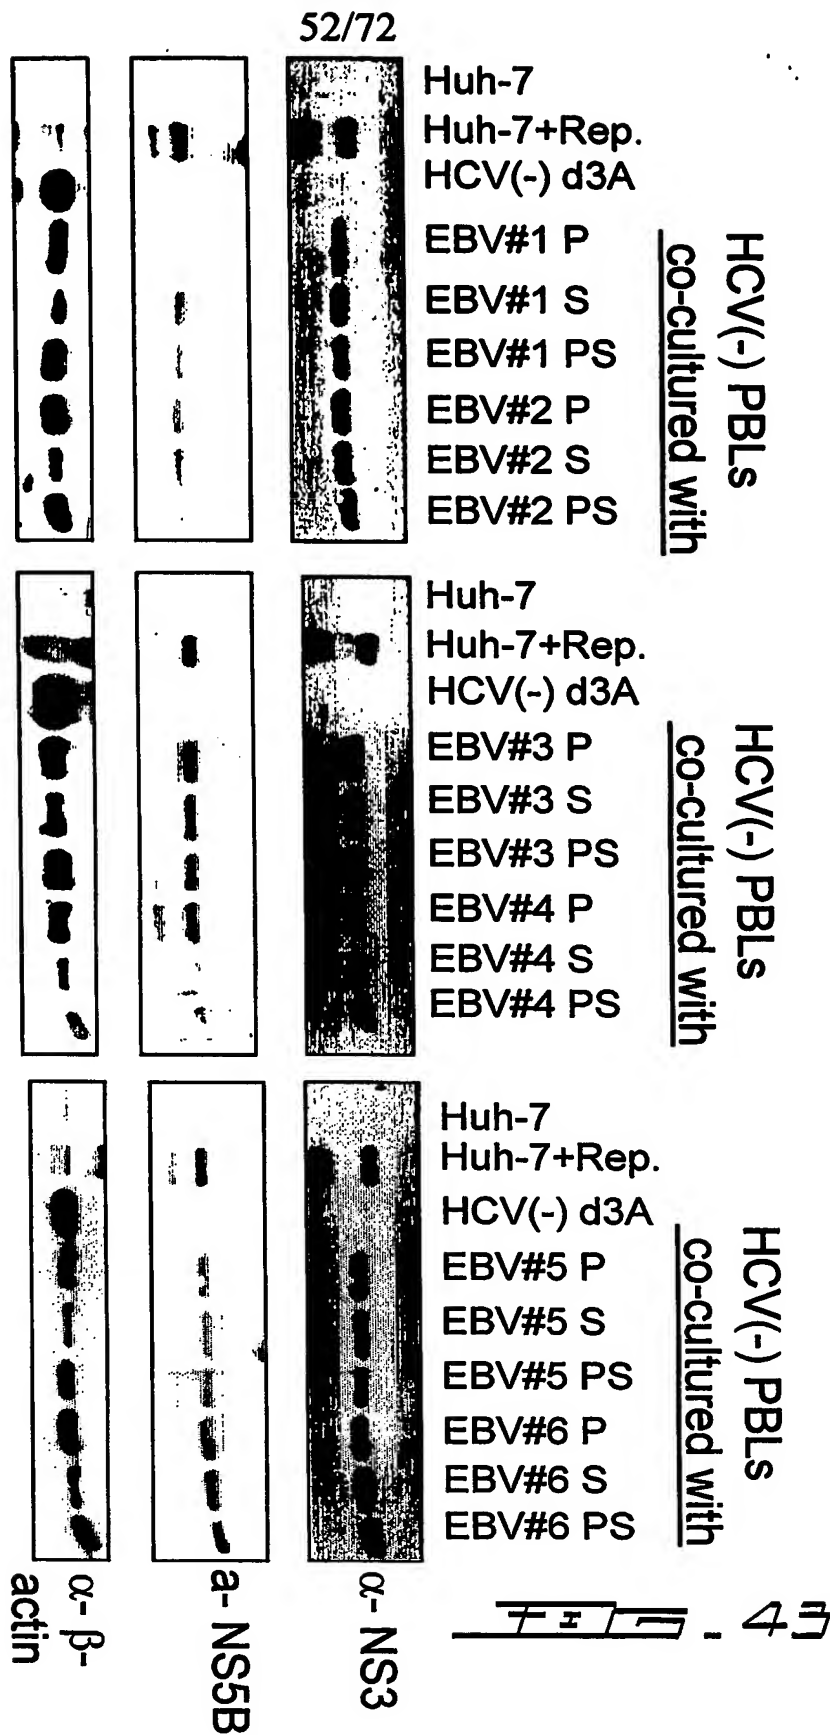 52/72
HCV(-) PBLs
co-cultured with
Huh-7
Huh-7+Rep.
HCV(-) d3A
EBV#1 P
EBV#1 S
EBV#1 PS
EBV#2 P
EBV#2 S
EBV#2 PS
HCV(-) PBLs
co-cultured with
Huh-7
Huh-7+Rep.
HCV(-) d3A
EBV#3 P
EBV#3 S
EBV#3 PS
EBV#4 P
EBV#4 S
EBV#4 PS
HCV(-) PBLs
co-cultured with
Huh-7
Huh-7+Rep.
HCV(-) d3A
EBV#5 P
EBV#5 S
EBV#5 PS
EBV#6 P
EBV#6 S
EBV#6 PS
α- NS3
a- NS5B
α- β-
actin
FIG. 43